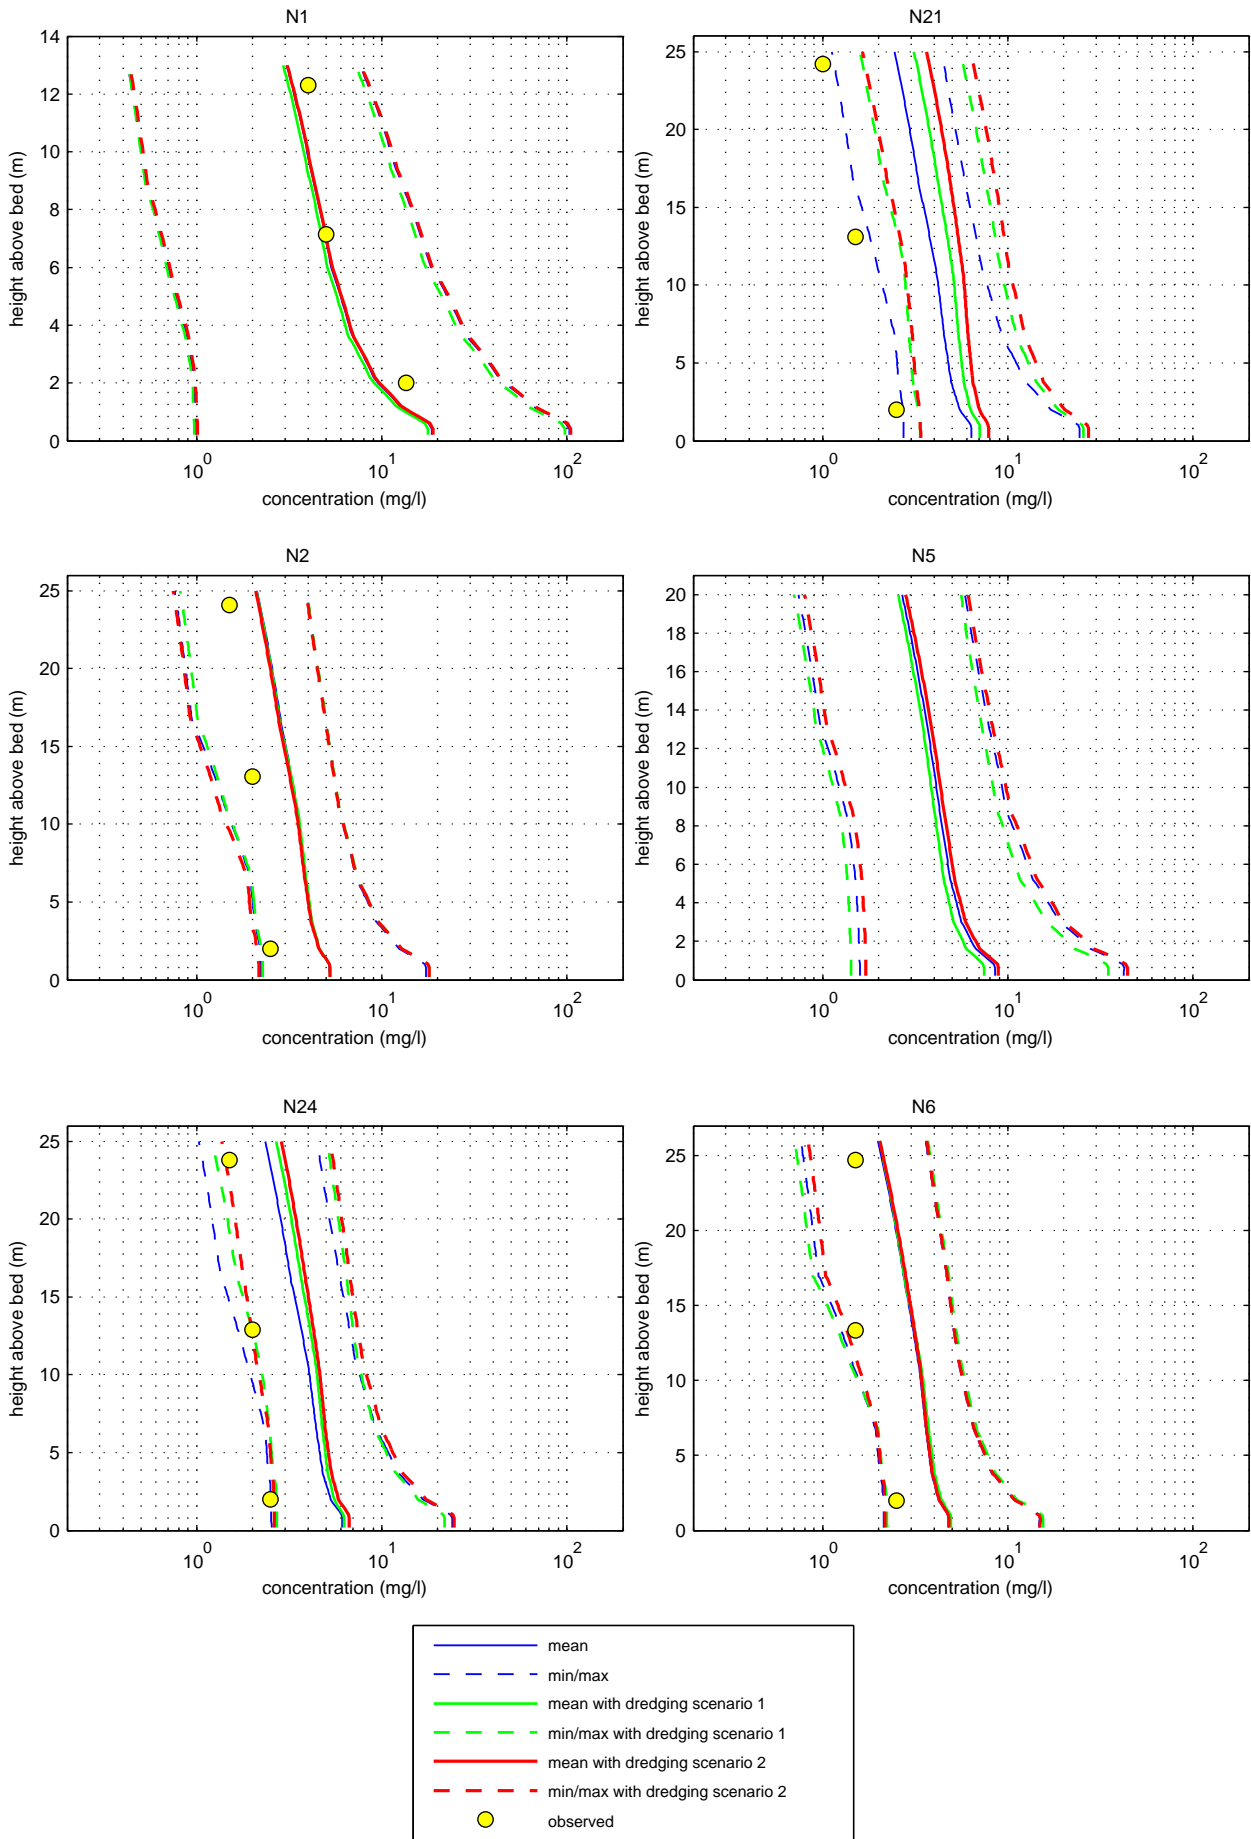 N1
14
12
10
8
6
4
2
0
height above bed (m)
10^0
10^1
10^2
concentration (mg/l)
N21
25
20
15
10
5
0
height above bed (m)
10^0
10^1
10^2
concentration (mg/l)
N2
25
20
15
10
5
0
height above bed (m)
10^0
10^1
10^2
concentration (mg/l)
N5
20
18
16
14
12
10
8
6
4
2
0
height above bed (m)
10^0
10^1
10^2
concentration (mg/l)
N24
25
20
15
10
5
0
height above bed (m)
10^0
10^1
10^2
concentration (mg/l)
N6
25
20
15
10
5
0
height above bed (m)
10^0
10^1
10^2
concentration (mg/l)
mean
min/max
mean with dredging scenario 1
min/max with dredging scenario 1
mean with dredging scenario 2
min/max with dredging scenario 2
observed